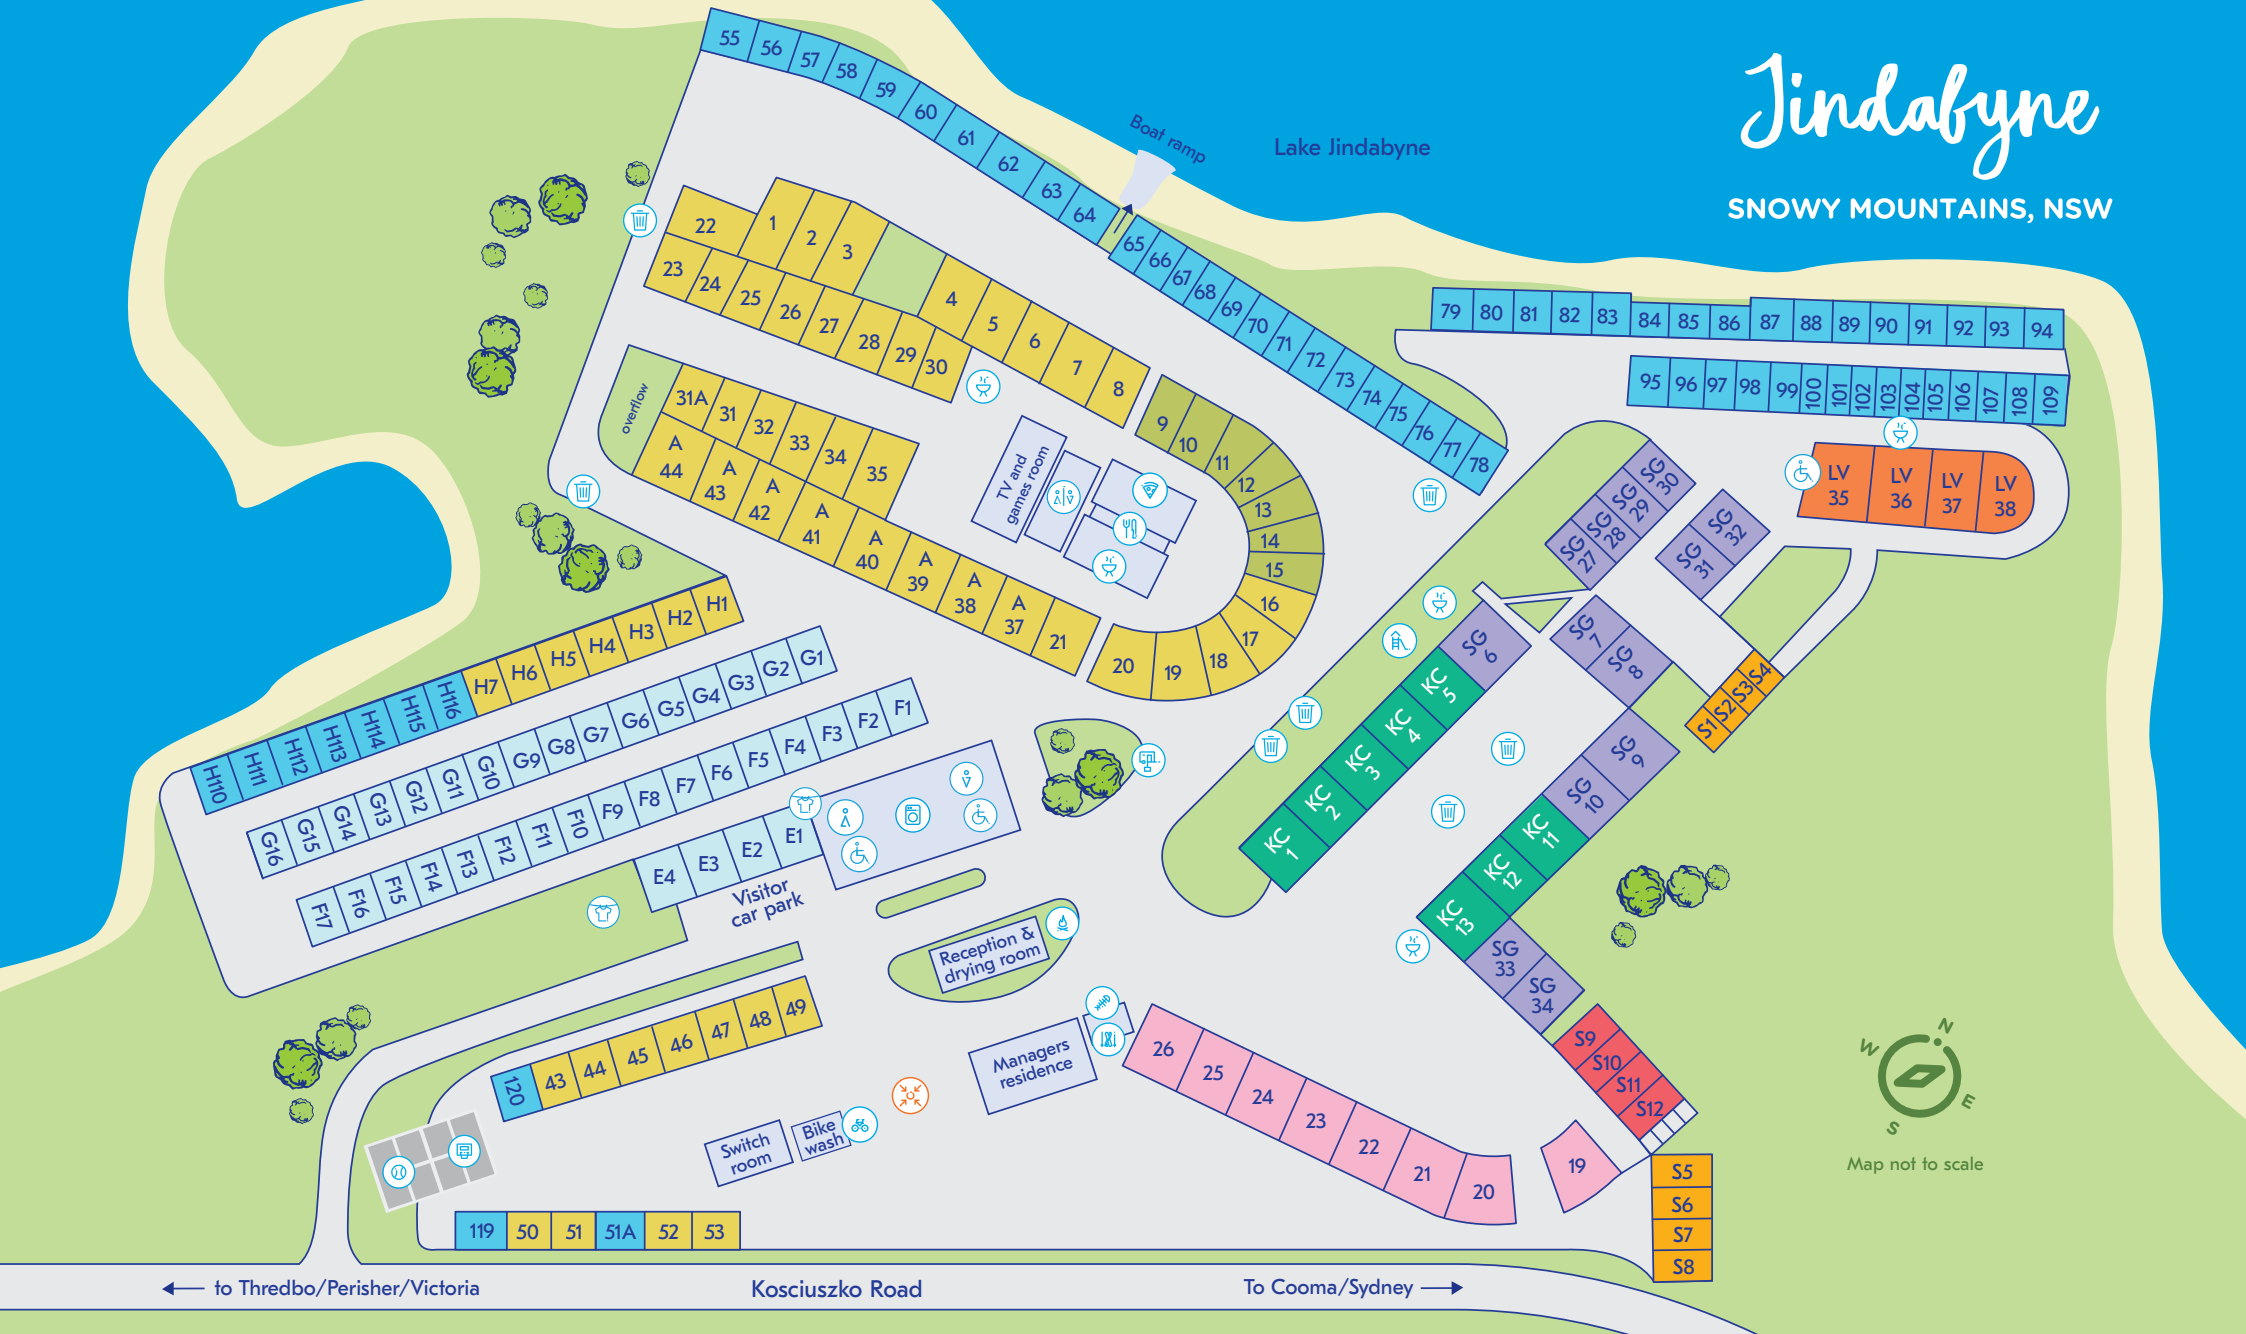 Jindabyne
SNOWY MOUNTAINS, NSW
Lake Jindabyne
Boat ramp
55
56
57
58
59
60
61
62
63
64
65
66
67
68
69
70
71
72
73
74
75
76
77
78
79
80
81
82
83
84
85
86
87
88
89
90
91
92
93
94
95
96
97
98
99
100
101
102
103
104
105
106
107
108
109
LV
35
LV
36
LV
37
LV
38
22
1
2
3
4
5
6
7
8
23
24
25
26
27
28
29
30
overflow
31A
31
32
33
34
35
A
44
A
43
A
42
A
41
A
40
A
39
A
38
A
37
21
9
10
11
12
13
14
15
16
17
18
19
20
TV and
games room
SG
30
SG
29
SG
28
SG
27
SG
32
SG
31
SG
6
SG
7
SG
8
SG
9
SG
10
S1
S2
S3
S4
KC
5
KC
4
KC
3
KC
2
KC
1
KC
11
KC
12
KC
13
SG
33
SG
34
S9
S10
S11
S12
S5
S6
S7
S8
H10
H11
H12
H13
H14
H15
H16
H7
H6
H5
H4
H3
H2
H1
G16
G15
G14
G13
G12
G11
G10
G9
G8
G7
G6
G5
G4
G3
G2
G1
F17
F16
F15
F14
F13
F12
F11
F10
F9
F8
F7
F6
F5
F4
F3
F2
F1
E4
E3
E2
E1
Visitor
car park
Reception &
drying room
Managers
residence
120
43
44
45
46
47
48
49
Switch
room
Bike
wash
119
50
51
51A
52
53
26
25
24
23
22
21
20
19
N
W
E
S
Map not to scale
to Thredbo/Perisher/Victoria
Kosciuszko Road
To Cooma/Sydney